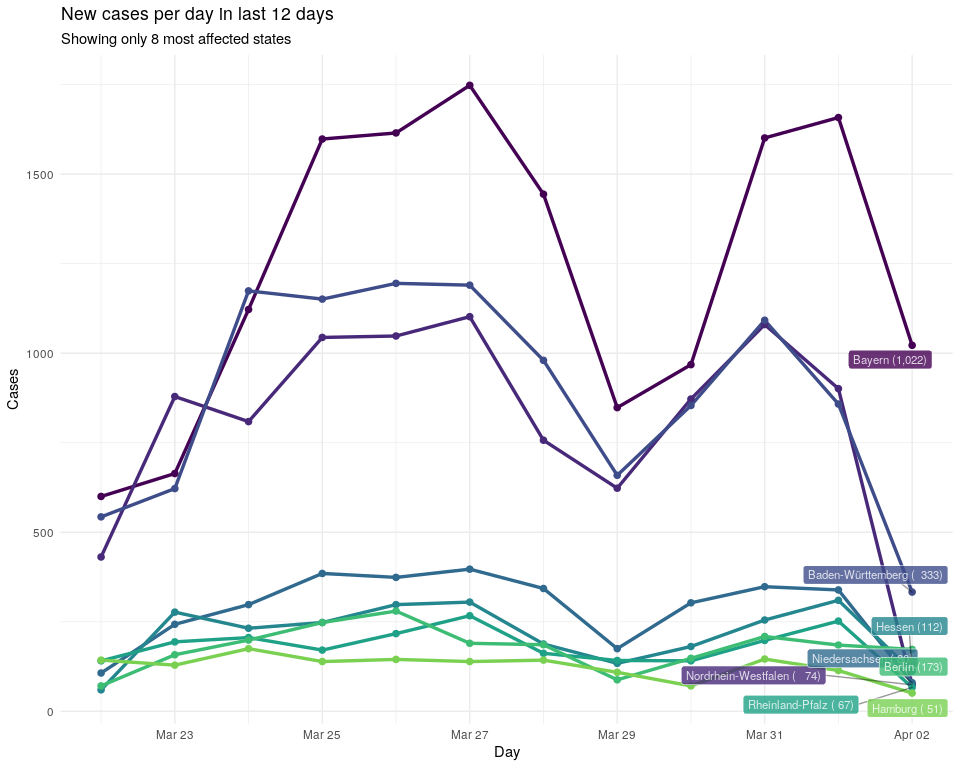 New cases per day in last 12 days
Showing only 8 most affected states
Cases
1500
1000
500
0
Bayern (1,022)
Baden-Württemberg ( 333)
Hessen (112)
Berlin (173)
Nordrhein-Westfalen ( 74)
Rheinland-Pfalz ( 67)
Hamburg ( 51)
Mar 23
Mar 25
Mar 27
Mar 29
Mar 31
Apr 02
Day